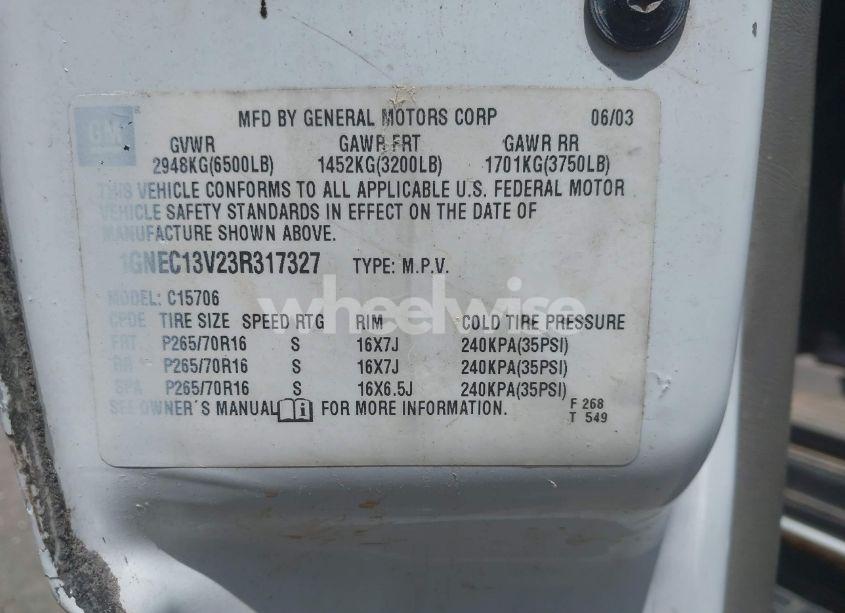 GM
MFD BY GENERAL MOTORS CORP 06/03
GVWR GAWR FRT GAWR RR
2948KG(6500LB) 1452KG(3200LB) 1701KG(3750LB)
THIS VEHICLE CONFORMS TO ALL APPLICABLE U.S. FEDERAL MOTOR
VEHICLE SAFETY STANDARDS IN EFFECT ON THE DATE OF
MANUFACTURE SHOWN ABOVE.
1GNEC13V23R317327 TYPE: M.P.V.
MODEL: C15706
wheelwise
TIRE SIZE SPEED RTG RIM COLD TIRE PRESSURE
FRT P265/70R16 S 16X7J 240KPA(35PSI)
RR P265/70R16 S 16X7J 240KPA(35PSI)
SPA P265/70R16 S 16X6.5J 240KPA(35PSI)
SEE OWNER'S MANUAL i FOR MORE INFORMATION.
F 268
T 549